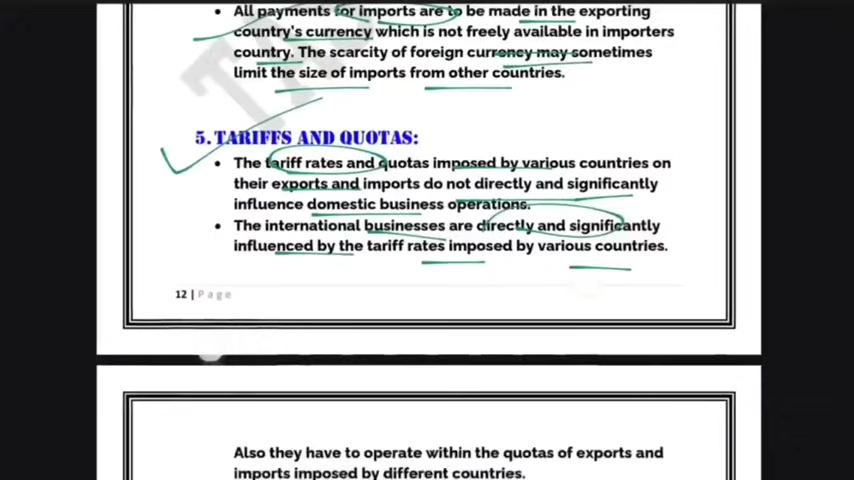 All payments for imports are to be made in the exporting
country's currency which is not freely available in importers
country. The scarcity of foreign currency may sometimes
limit the size of imports from other countries.
5. TARIFFS AND QUOTAS:
The tariff rates and quotas imposed by various countries on
their exports and imports do not directly and significantly
influence domestic business operations.
The international businesses are directly and significantly
influenced by the tariff rates imposed by various countries.
12 | Page
Also they have to operate within the quotas of exports and
imports imposed by different countries.